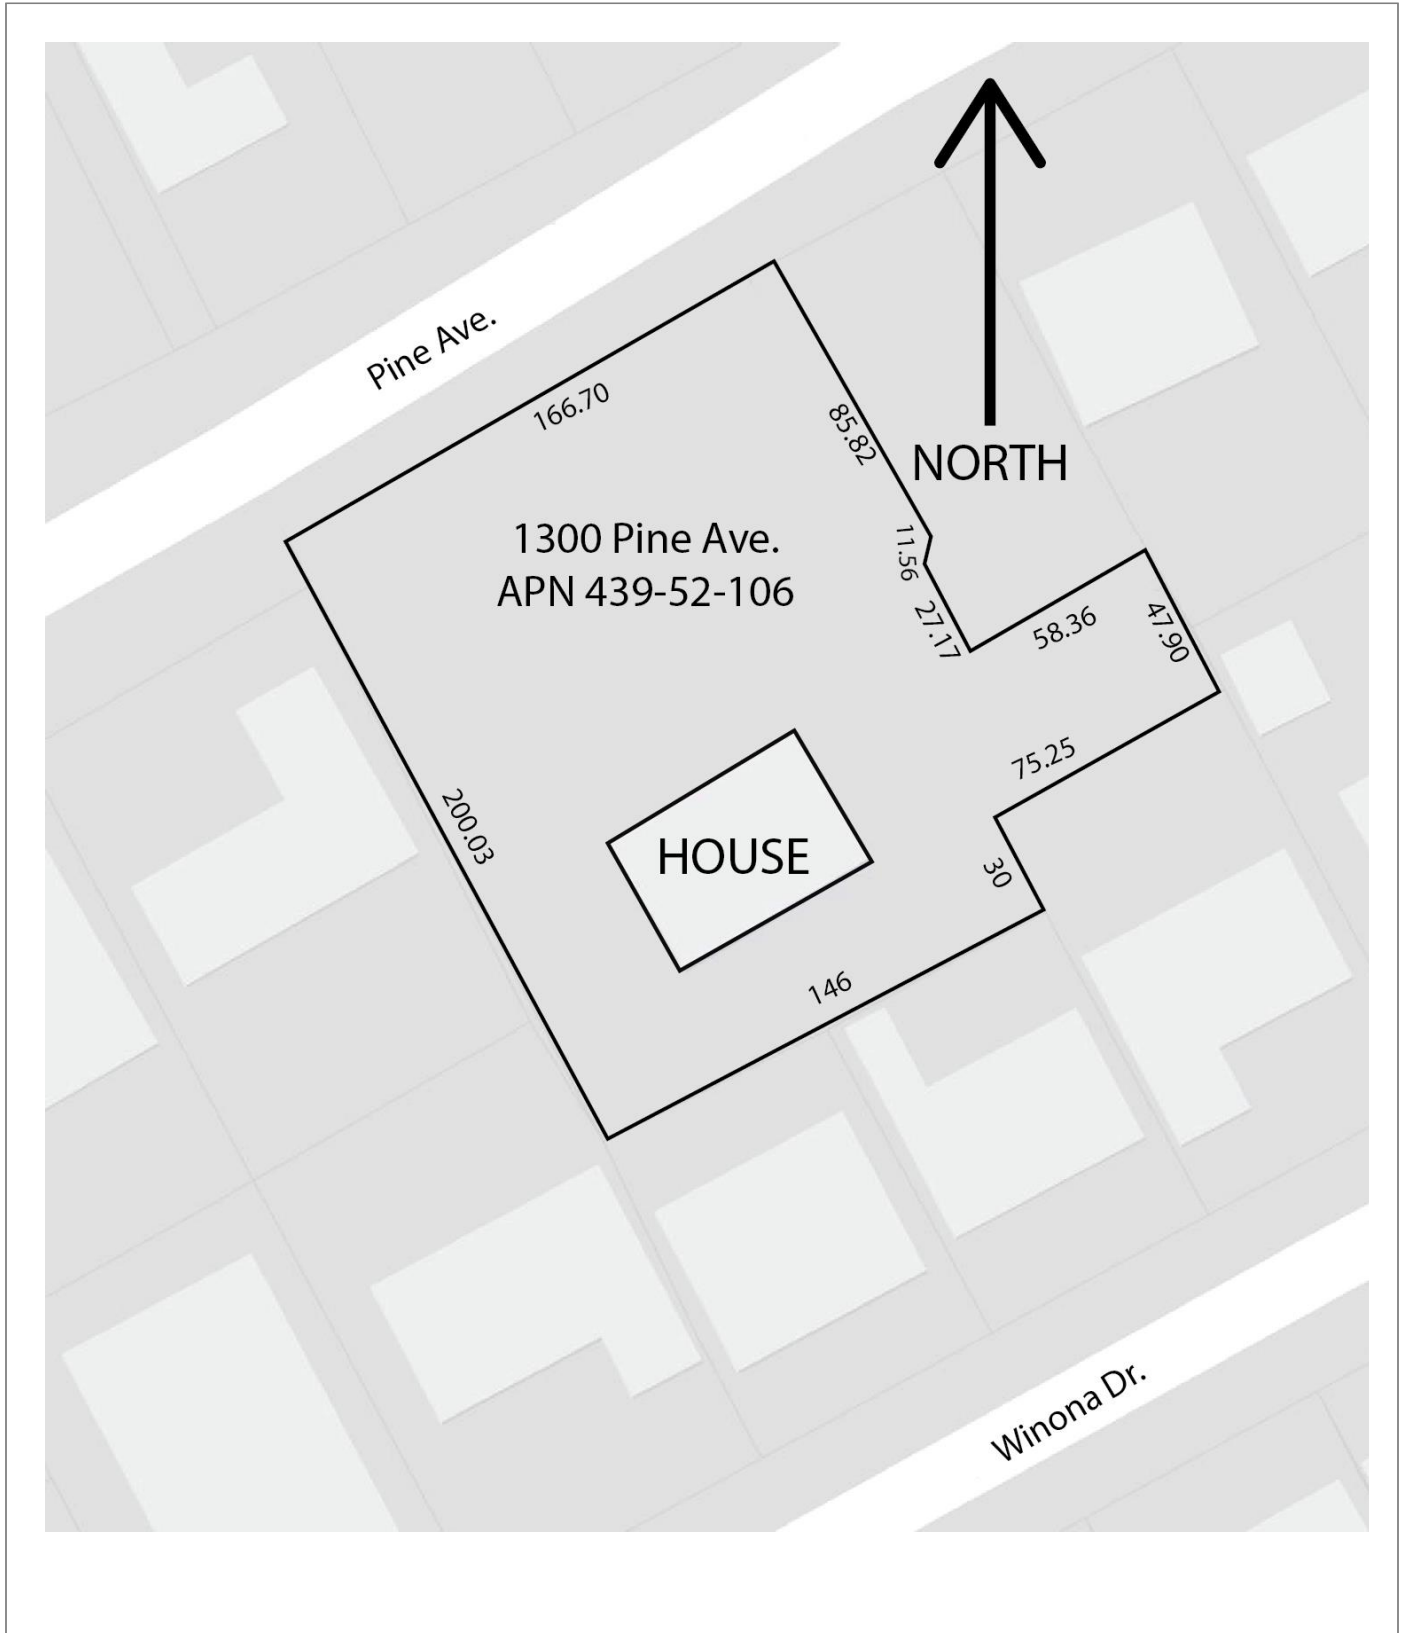 Pine Ave.
166.70
85.82
NORTH
1300 Pine Ave.
APN 439-52-106
11.56
27.17
58.36
47.90
75.25
200.03
HOUSE
30
146
Winona Dr.